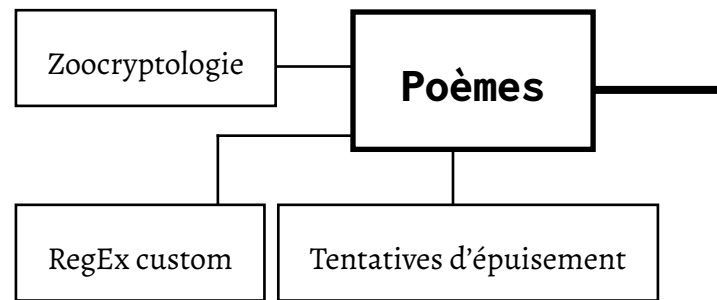 Zoocryptologie
Poèmes
RegEx custom
Tentatives d’épuisement